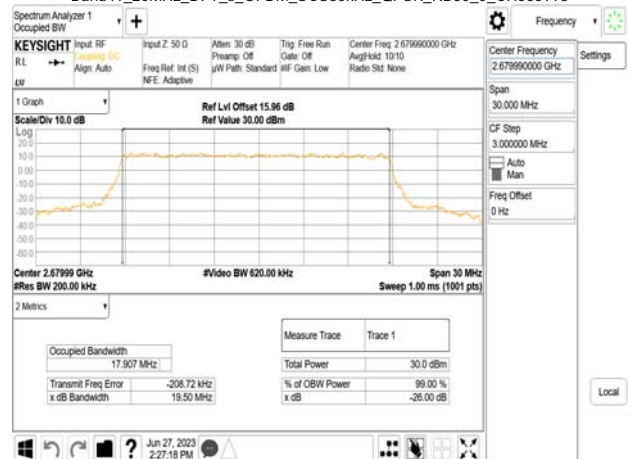 Spectrum Analyzer 1
Occupied BW
Frequency
KEYSIGHT
Input: RF
Coupling: DC
Align: Auto
RL
Input Z: 50 Ω
Freq Ref: Int (S)
NFE: Adaptive
Atten: 30 dB
Preamp: Off
µW Path: Standard
Trig: Free Run
Gate: Off
#IF Gain: Low
Center Freq: 2.679990000 GHz
Avg|Hold: 10/10
Radio Std: None
Center Frequency
2.679990000 GHz
Settings
Span
30.000 MHz
CF Step
3.000000 MHz
Auto
Man
Freq Offset
0 Hz
1 Graph
Scale/Div 10.0 dB
Ref Lvl Offset 15.96 dB
Ref Value 30.00 dBm
Log
20.0
10.0
0.00
-10.0
-20.0
-30.0
-40.0
-50.0
-60.0
Center 2.67999 GHz
#Video BW 620.00 kHz
Span 30 MHz
#Res BW 200.00 kHz
Sweep 1.00 ms (1001 pts)
2 Metrics
Measure Trace
Trace 1
Occupied Bandwidth
17.907 MHz
Total Power
30.0 dBm
Transmit Freq Error
-208.72 kHz
% of OBW Power
99.00 %
x dB Bandwidth
19.50 MHz
x dB
-26.00 dB
Local
Jun 27, 2023
2:27:18 PM